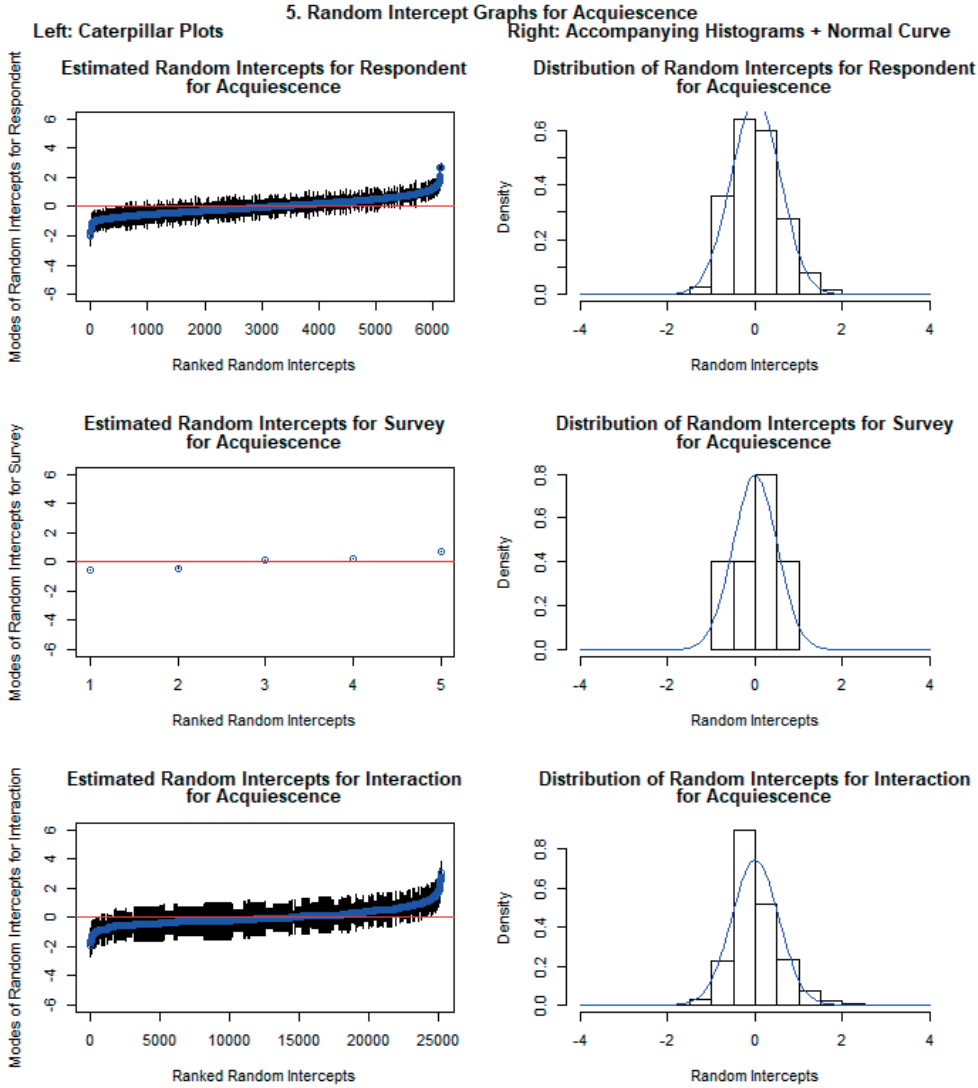 5. Random Intercept Graphs for Acquiescence
Left: Caterpillar Plots
Right: Accompanying Histograms + Normal Curve
Estimated Random Intercepts for Respondent
for Acquiescence
Modes of Random Intercepts for Respondent
6
4
2
0
-2
-4
-6
0 1000 2000 3000 4000 5000 6000
Ranked Random Intercepts
Distribution of Random Intercepts for Respondent
for Acquiescence
Density
0.6
0.4
0.2
0.0
-4 -2 0 2 4
Random Intercepts
Estimated Random Intercepts for Survey
for Acquiescence
Modes of Random Intercepts for Survey
6
4
2
0
-2
-4
-6
1 2 3 4 5
Ranked Random Intercepts
Distribution of Random Intercepts for Survey
for Acquiescence
Density
0.8
0.6
0.4
0.2
0.0
-4 -2 0 2 4
Random Intercepts
Estimated Random Intercepts for Interaction
for Acquiescence
Modes of Random Intercepts for Interaction
6
4
2
0
-2
-4
-6
0 5000 10000 15000 20000 25000
Ranked Random Intercepts
Distribution of Random Intercepts for Interaction
for Acquiescence
Density
0.8
0.6
0.4
0.2
0.0
-4 -2 0 2 4
Random Intercepts